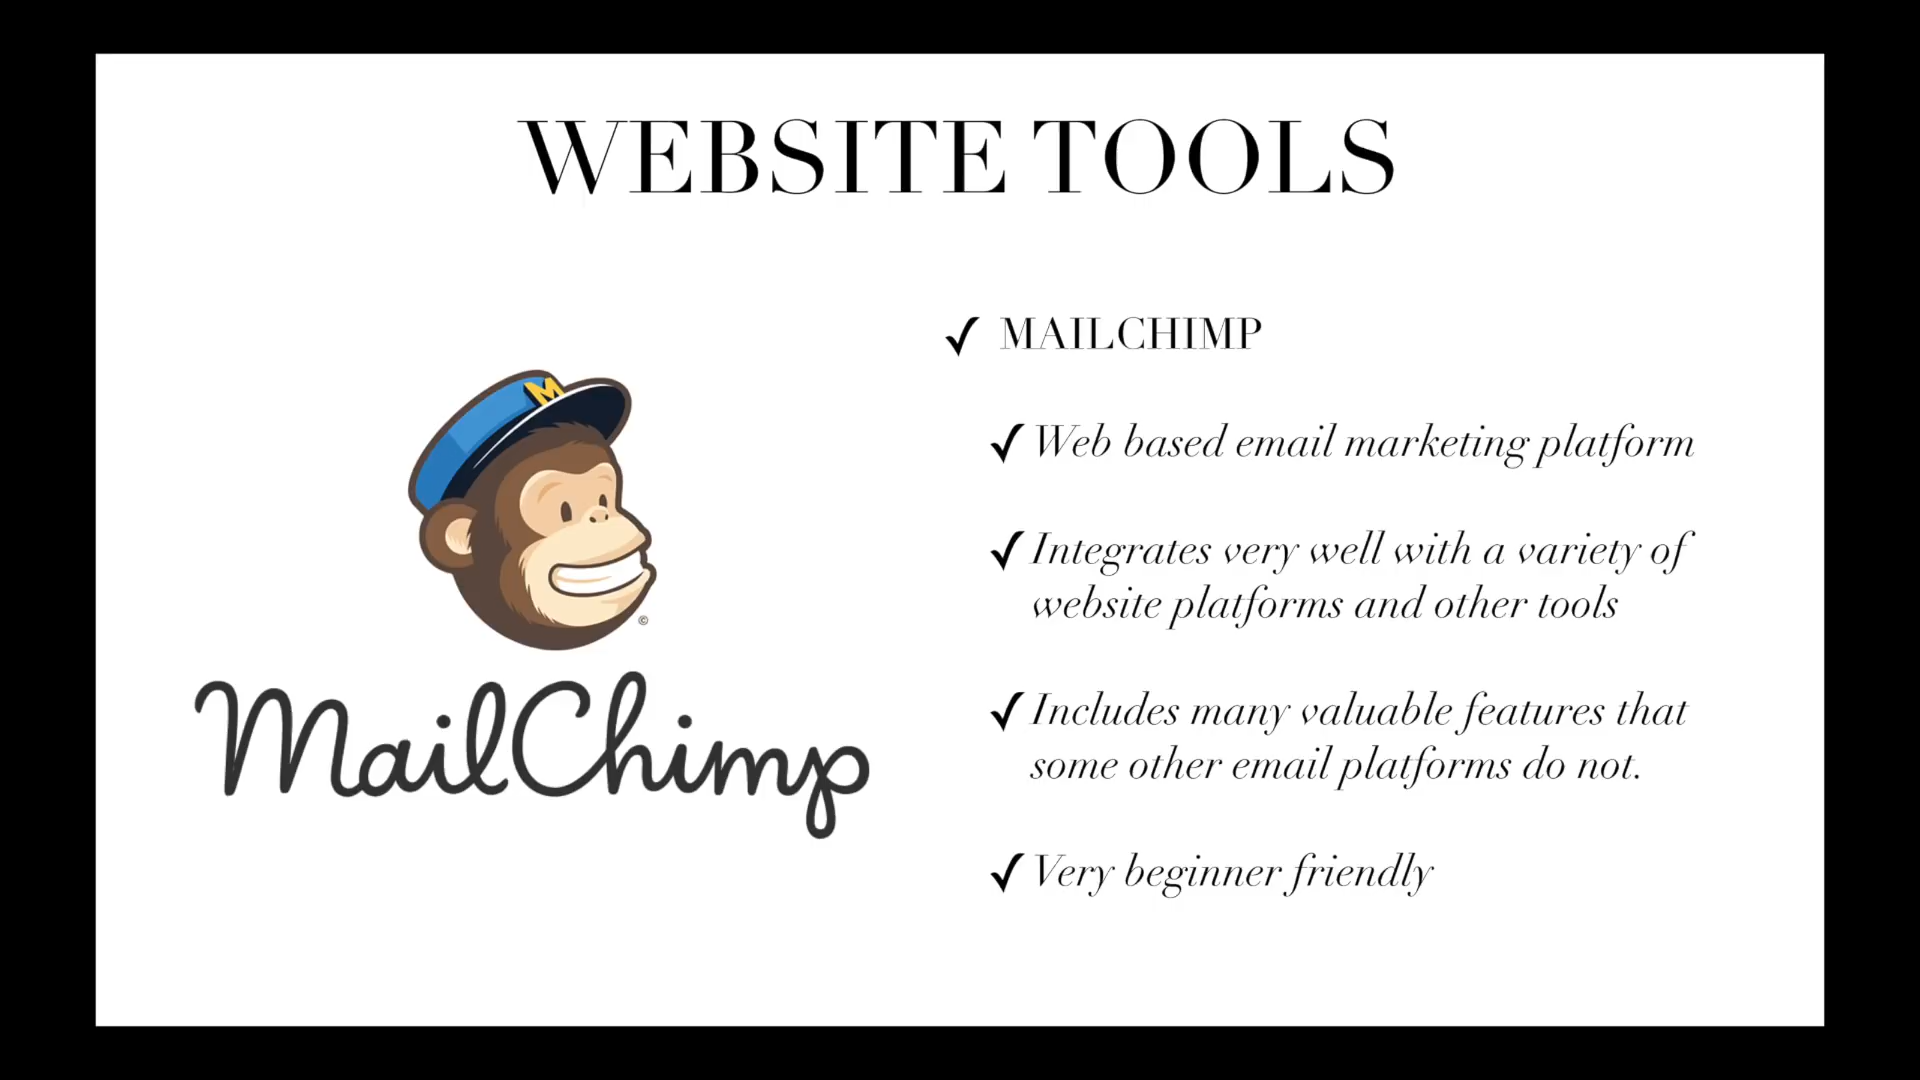 WEBSITE TOOLS
✓ MAILCHIMP
✓ Web based email marketing platform
✓ Integrates very well with a variety of
website platforms and other tools
✓ Includes many valuable features that
some other email platforms do not.
✓ Very beginner friendly
M
©
MailChimp